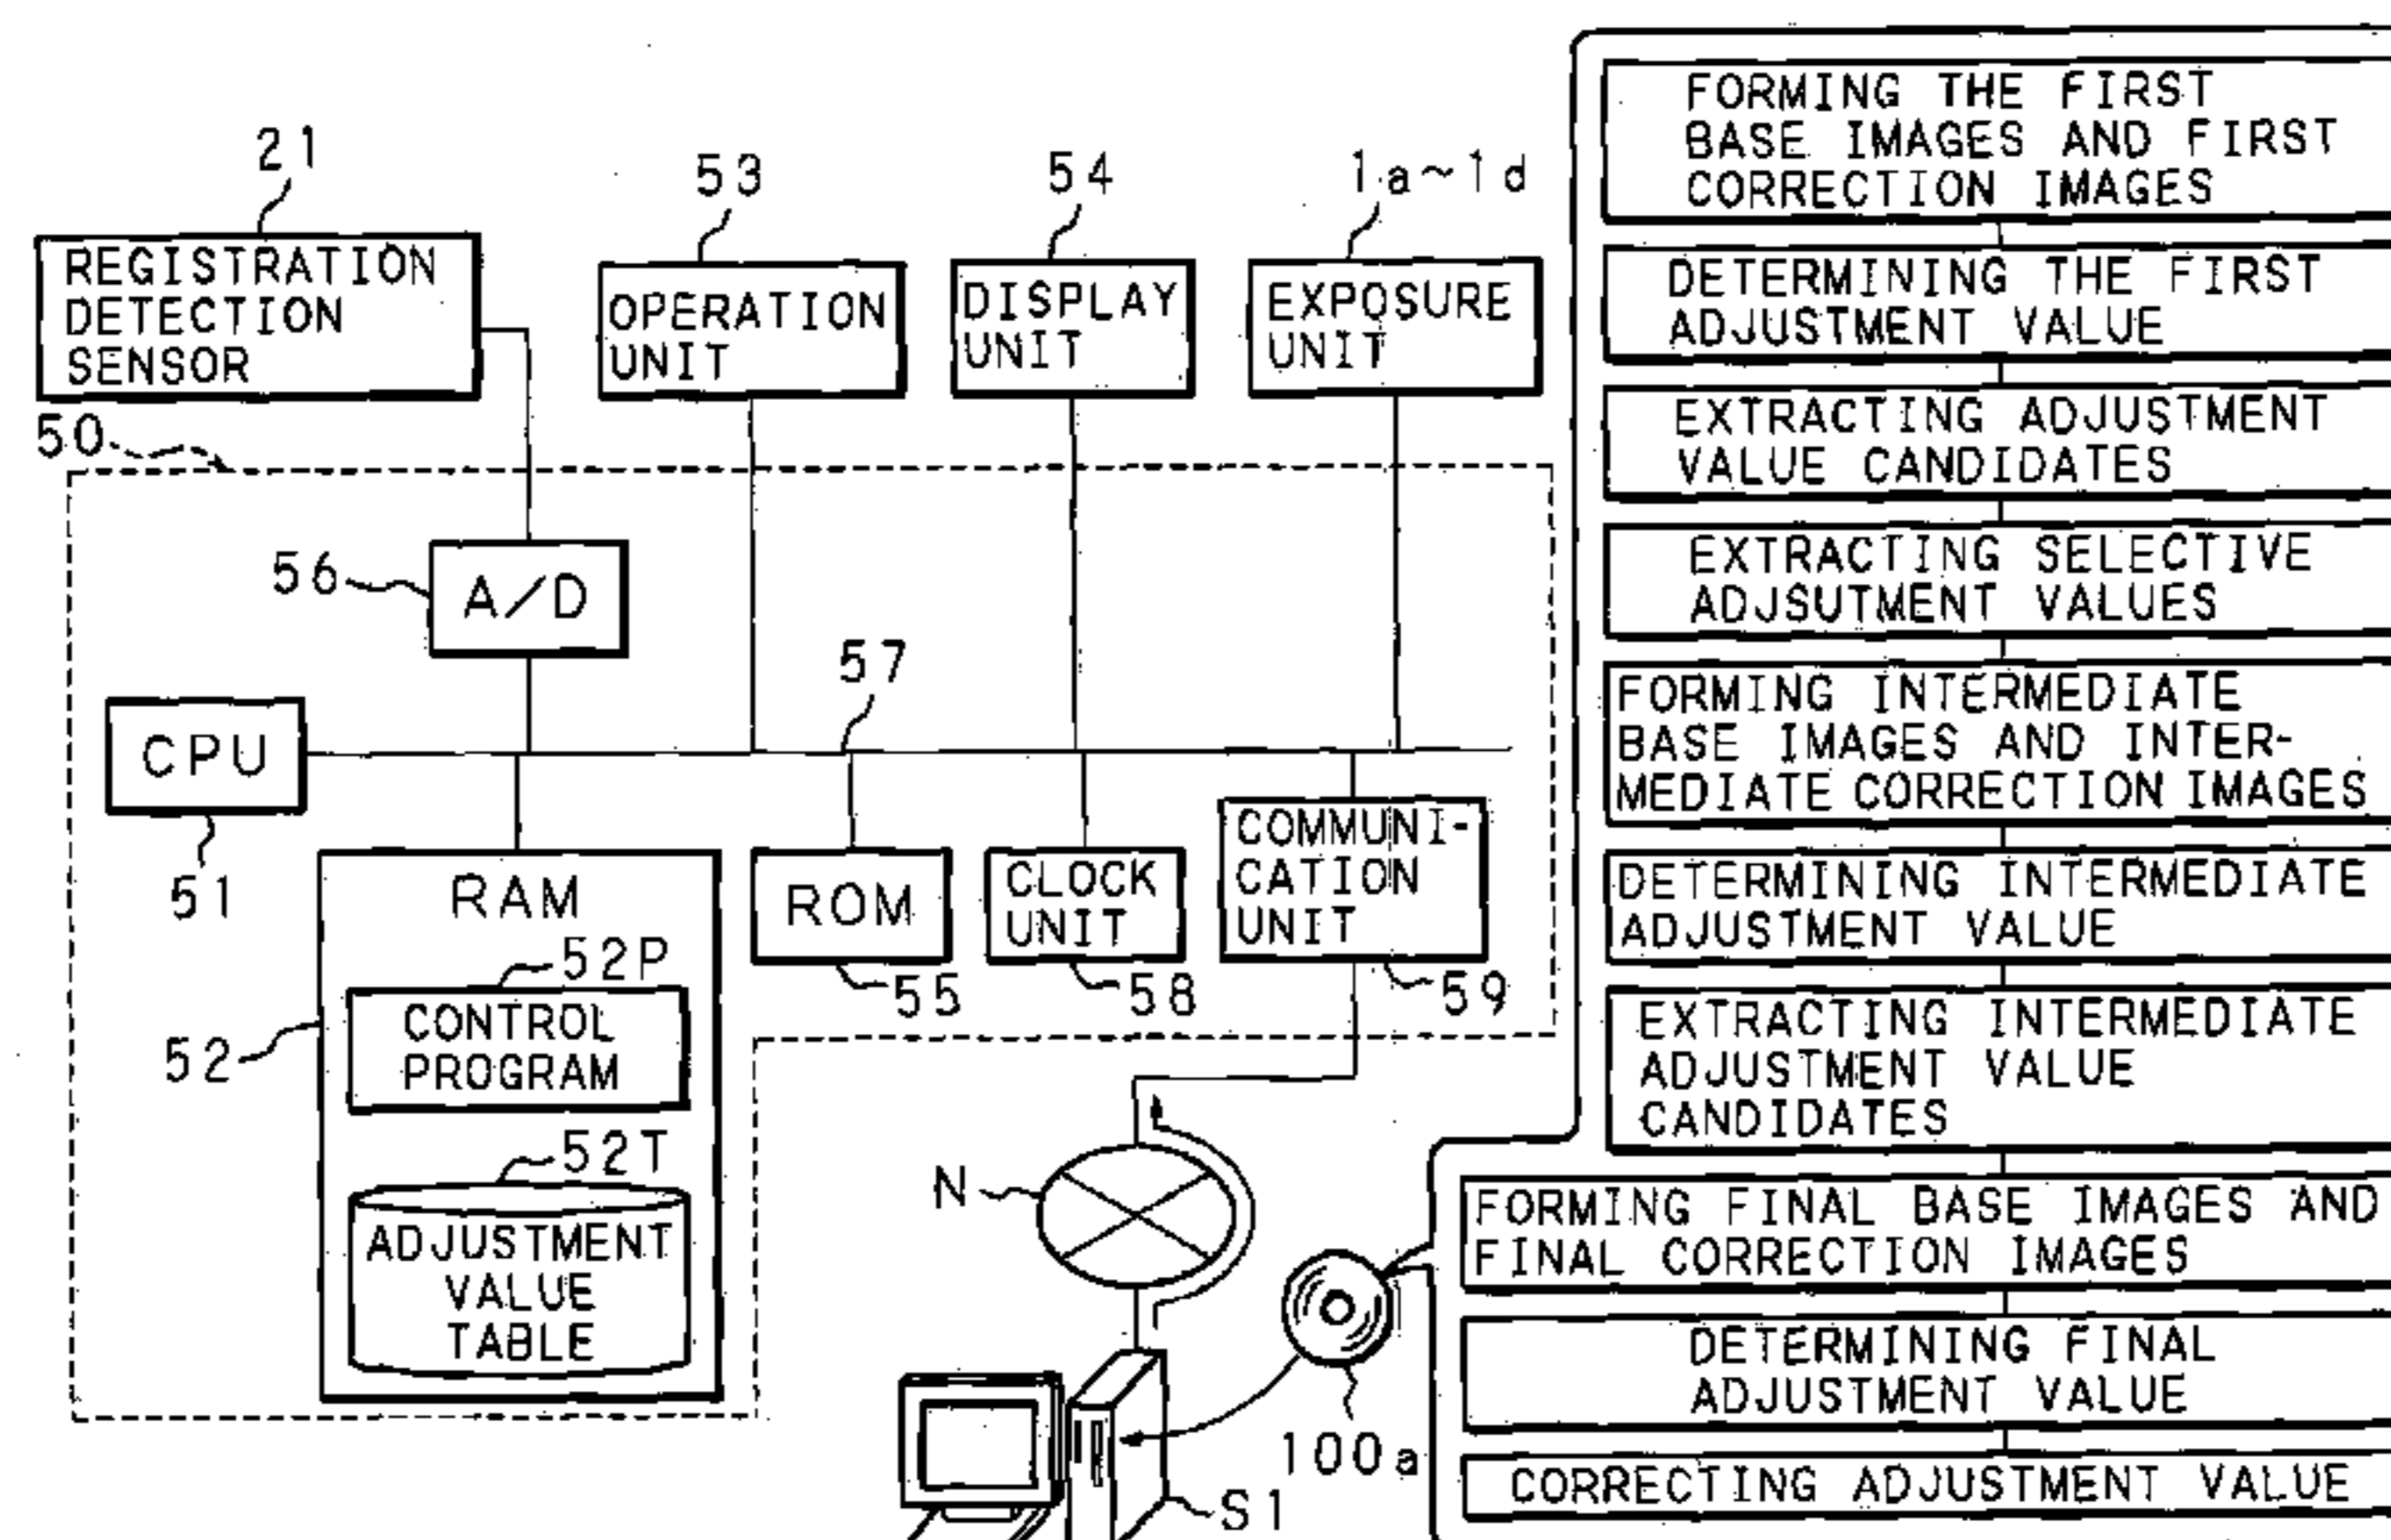 21
53
54
1a~1d
REGISTRATION
DETECTION
SENSOR
OPERATION
UNIT
DISPLAY
UNIT
EXPOSURE
UNIT
50
56
A/D
57
CPU
51
RAM
52P
52
CONTROL
PROGRAM
52T
ADJUSTMENT
VALUE
TABLE
ROM
55
CLOCK
UNIT
58
COMMUNI-
CATION
UNIT
59
N
100a
S1
FORMING THE FIRST
BASE IMAGES AND FIRST
CORRECTION IMAGES
DETERMINING THE FIRST
ADJUSTMENT VALUE
EXTRACTING ADJUSTMENT
VALUE CANDIDATES
EXTRACTING SELECTIVE
ADJSUTMENT VALUES
FORMING INTERMEDIATE
BASE IMAGES AND INTER-
MEDIATE CORRECTION IMAGES
DETERMINING INTERMEDIATE
ADJUSTMENT VALUE
EXTRACTING INTERMEDIATE
ADJUSTMENT VALUE
CANDIDATES
FORMING FINAL BASE IMAGES AND
FINAL CORRECTION IMAGES
DETERMINING FINAL
ADJUSTMENT VALUE
CORRECTING ADJUSTMENT VALUE